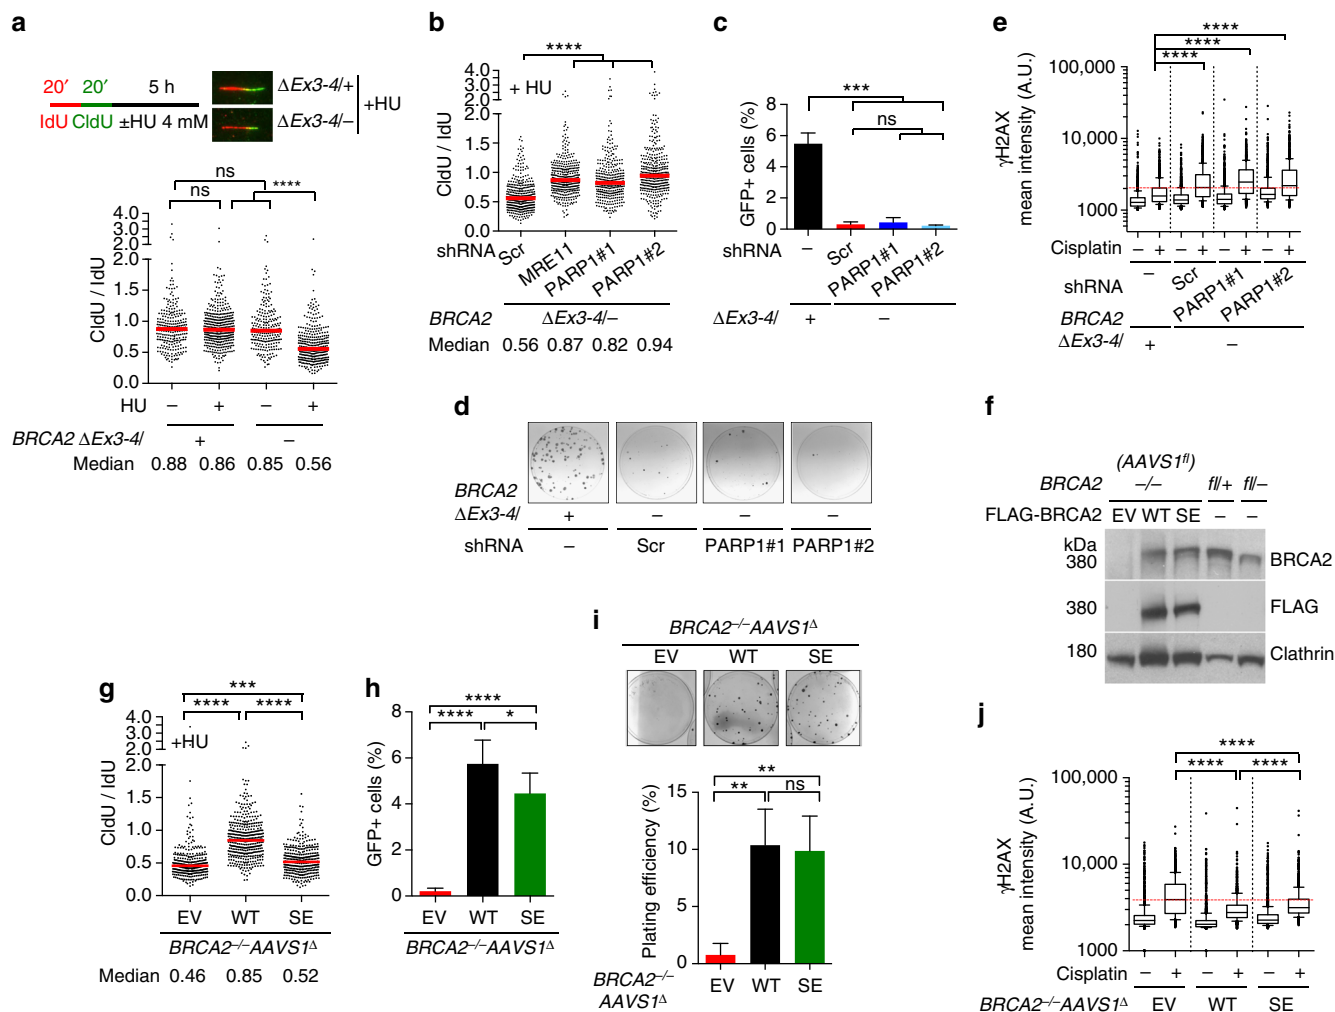 a
20′ 20′ 5 h
IdU CldU ±HU 4 mM
ΔEx3-4/+
ΔEx3-4/–
+HU
ns
ns ****
CldU / IdU
4.0
3.0
2.0
2.0
1.5
1.0
0.5
0.0
HU – + – +
BRCA2 ΔEx3-4/ + –
Median 0.88 0.86 0.85 0.56
b
****
+ HU
CldU / IdU
4.0
3.0
2.0
2.0
1.5
1.0
0.5
0.0
shRNA Scr MRE11 PARP1#1 PARP1#2
BRCA2 ΔEx3-4/–
Median 0.56 0.87 0.82 0.94
c
***
ns
GFP+ cells (%)
8
6
4
2
0
shRNA – Scr PARP1#1 PARP1#2
ΔEx3-4/ + –
d
BRCA2
ΔEx3-4/ + – – –
shRNA – Scr PARP1#1 PARP1#2
e
****
****
****
γH2AX
mean intensity (A.U.)
100,000
10,000
1000
Cisplatin – + – + – + – +
shRNA – Scr PARP1#1 PARP1#2
BRCA2
ΔEx3-4/ + –
f
(AAVS1fl)
BRCA2 –/– fl/+ fl/–
FLAG-BRCA2 EV WT SE – –
kDa
380 BRCA2
380 FLAG
180 Clathrin
g
***
**** ****
+HU
CldU / IdU
4.0
3.0
2.0
2.0
1.5
1.0
0.5
0.0
EV WT SE
BRCA2–/–AAVS1Δ
Median 0.46 0.85 0.52
h
****
**** *
GFP+ cells (%)
8
6
4
2
0
EV WT SE
BRCA2–/–AAVS1Δ
i
BRCA2–/–AAVS1Δ
EV WT SE
**
** ns
Plating efficiency (%)
15
10
5
0
BRCA2–/–
AAVS1Δ
EV WT SE
j
****
**** ****
γH2AX
mean intensity (A.U.)
100,000
10,000
1000
Cisplatin – + – + – +
BRCA2–/–AAVS1Δ EV WT SE